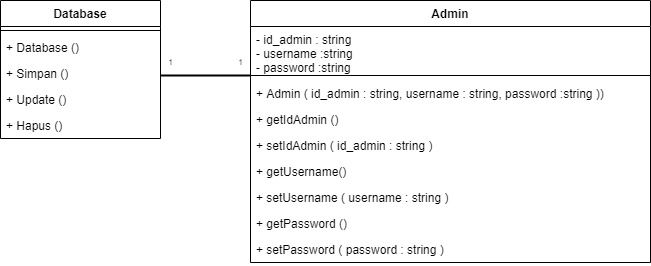 Database
+ Database ()
+ Simpan ()
+ Update ()
+ Hapus ()
1
1
Admin
- id_admin : string
- username :string
- password :string
+ Admin ( id_admin : string, username : string, password :string ))
+ getIdAdmin ()
+ setIdAdmin ( id_admin : string )
+ getUsername()
+ setUsername ( username : string )
+ getPassword ()
+ setPassword ( password : string )